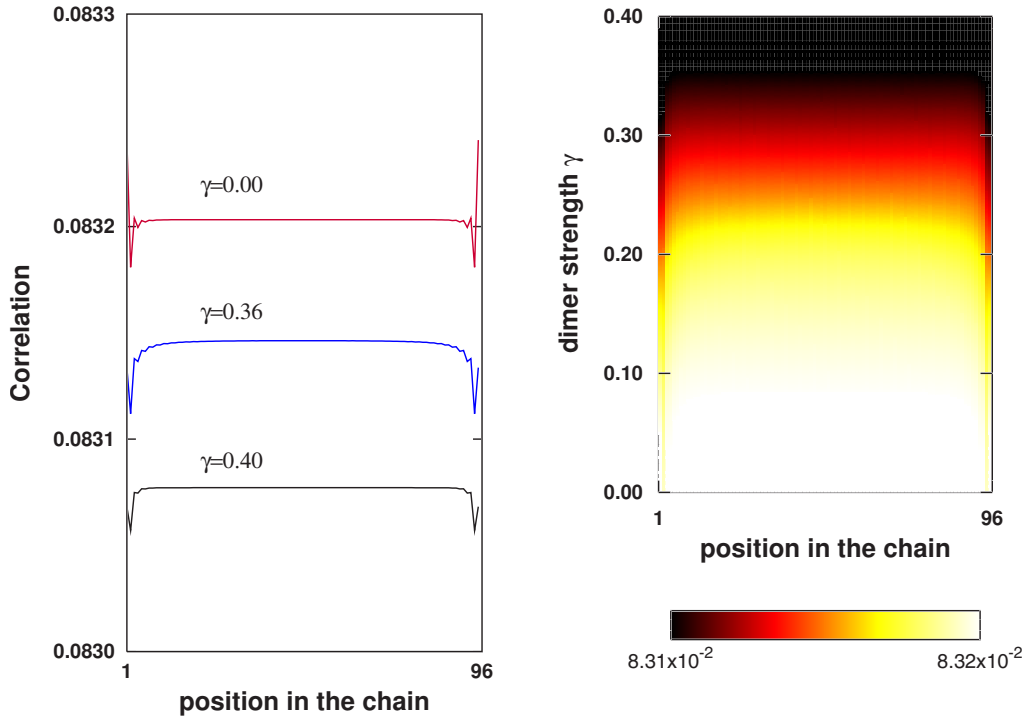 0.0833
0.0832
0.0831
0.0830
Correlation
γ=0.00
γ=0.36
γ=0.40
1
96
position in the chain
0.40
0.30
0.20
0.10
0.00
dimer strength γ
1
96
position in the chain
8.31x10⁻²
8.32x10⁻²